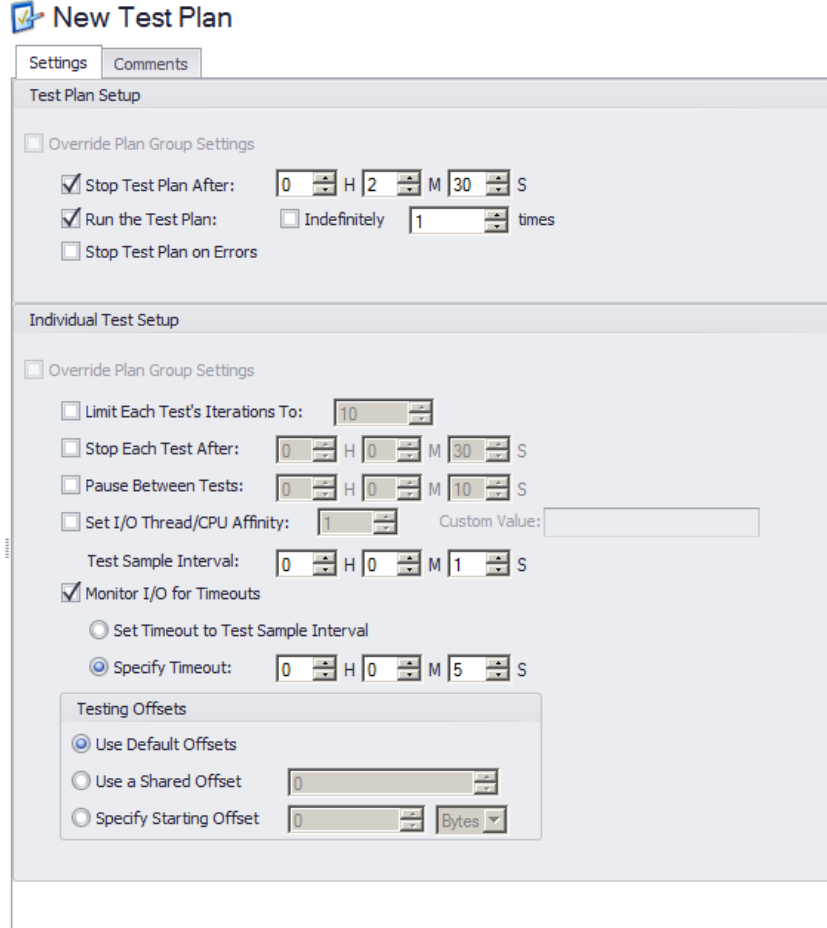 New Test Plan
Settings Comments
Test Plan Setup
Override Plan Group Settings
Stop Test Plan After: 0 H 2 M 30 S
Run the Test Plan: Indefinitely 1 times
Stop Test Plan on Errors
Individual Test Setup
Override Plan Group Settings
Limit Each Test's Iterations To: 10
Stop Each Test After: 0 H 0 M 30 S
Pause Between Tests: 0 H 0 M 10 S
Set I/O Thread/CPU Affinity: 1 Custom Value:
Test Sample Interval: 0 H 0 M 1 S
Monitor I/O for Timeouts
Set Timeout to Test Sample Interval
Specify Timeout: 0 H 0 M 5 S
Testing Offsets
Use Default Offsets
Use a Shared Offset 0
Specify Starting Offset 0 Bytes